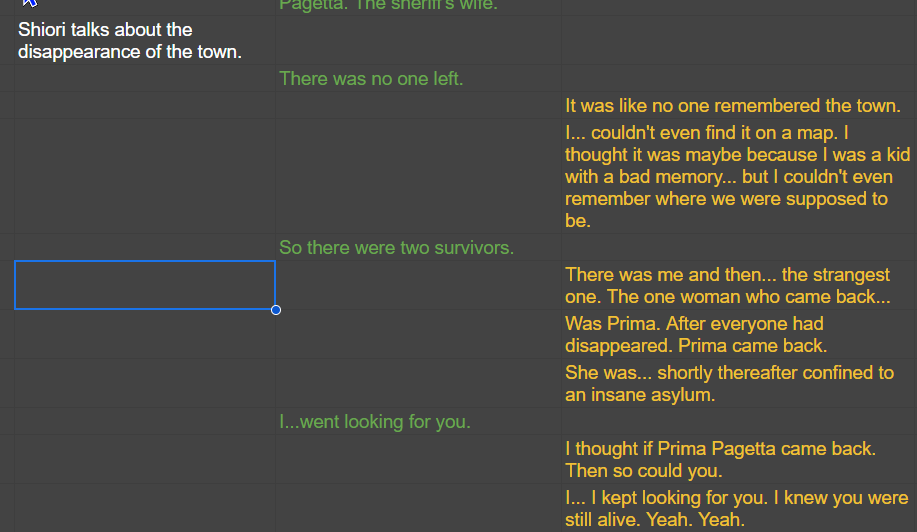 Pagetta. The sheriff's wife.
Shiori talks about the
disappearance of the town.
There was no one left.
It was like no one remembered the town.
I... couldn't even find it on a map. I
thought it was maybe because I was a kid
with a bad memory... but I couldn't even
remember where we were supposed to
be.
So there were two survivors.
There was me and then... the strangest
one. The one woman who came back...
Was Prima. After everyone had
disappeared. Prima came back.
She was... shortly thereafter confined to
an insane asylum.
I...went looking for you.
I thought if Prima Pagetta came back.
Then so could you.
I... I kept looking for you. I knew you were
still alive. Yeah. Yeah.